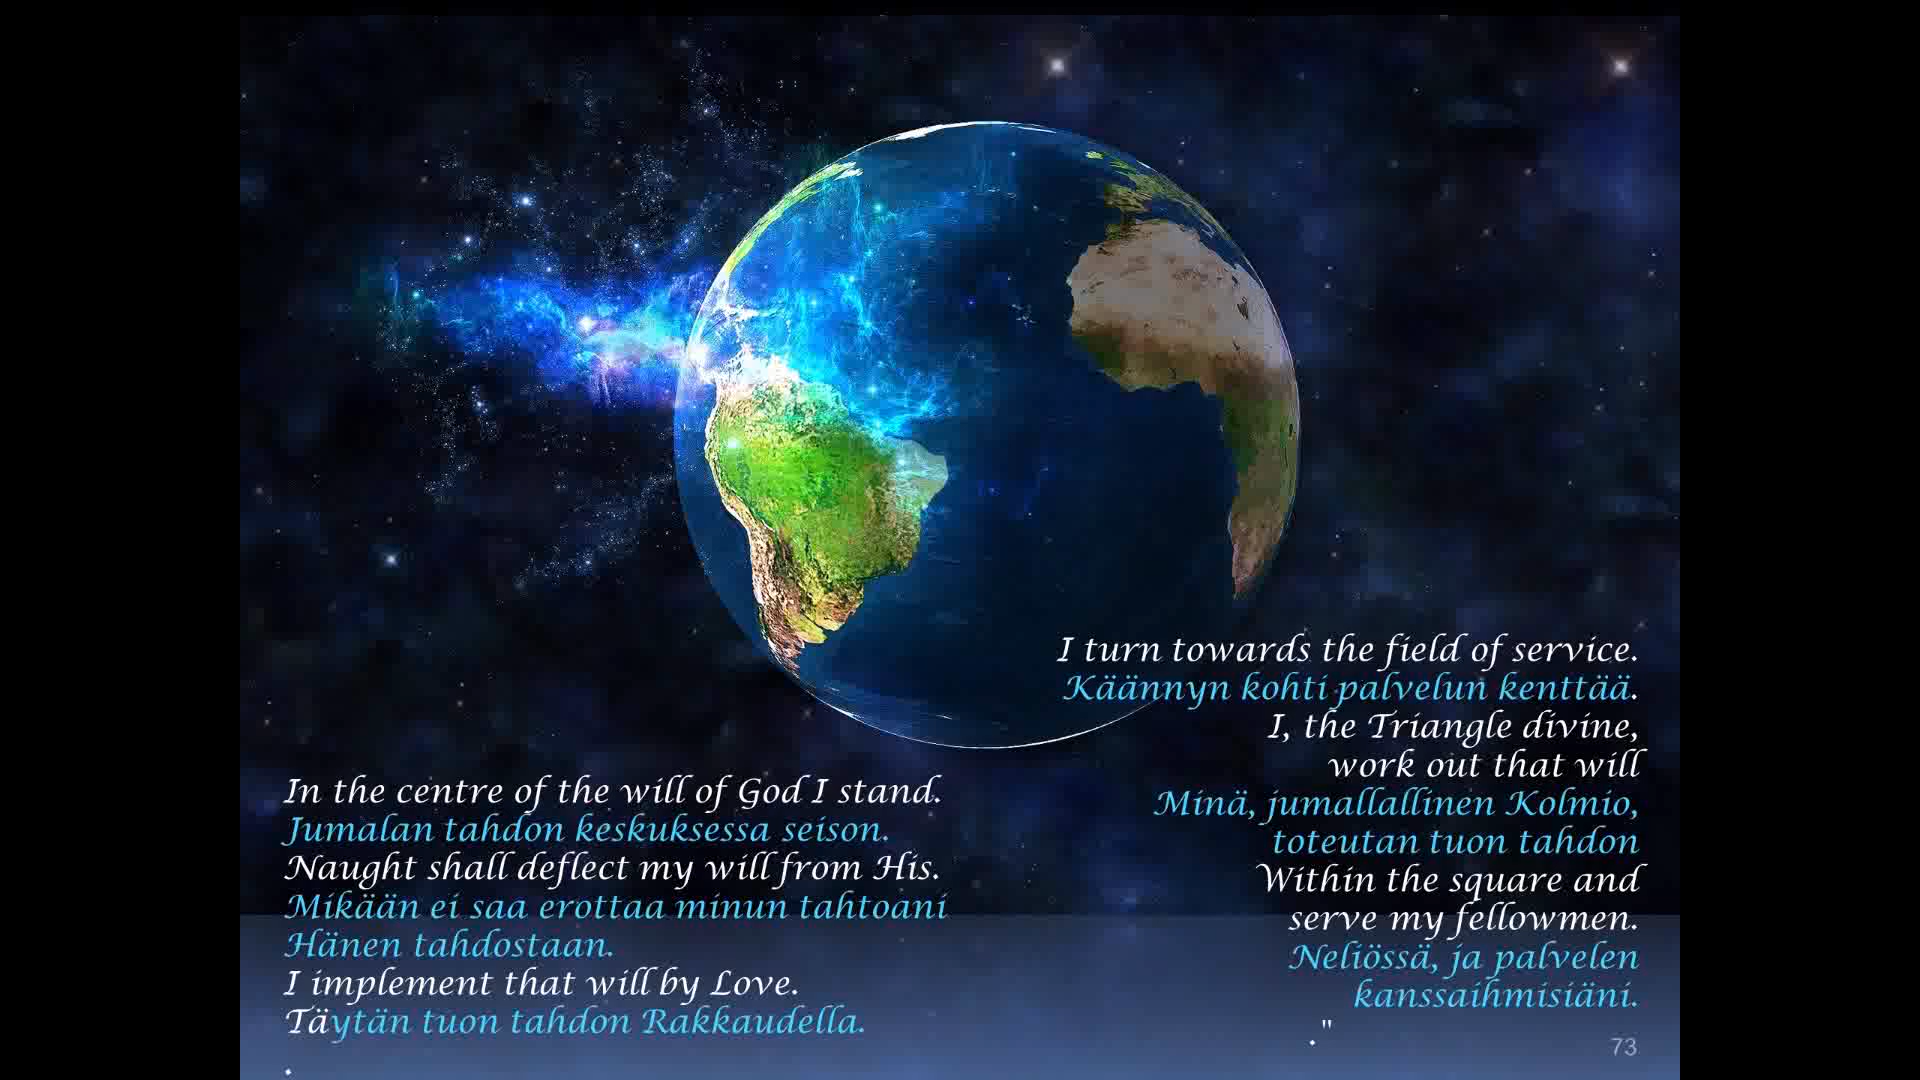 In the centre of the will of God I stand.
Jumalan tahdon keskuksessa seison.
Naught shall deflect my will from His.
Mikään ei saa erottaa minun tahtoani
Hänen tahdostaan.
I implement that will by Love.
Täytän tuon tahdon Rakkaudella.
.
I turn towards the field of service.
Käännyn kohti palvelun kenttää.
I, the Triangle divine,
work out that will
Minä, jumallallinen Kolmio,
toteutan tuon tahdon
Within the square and
serve my fellowmen.
Neliössä, ja palvelen
kanssaihmisiäni.
."
73